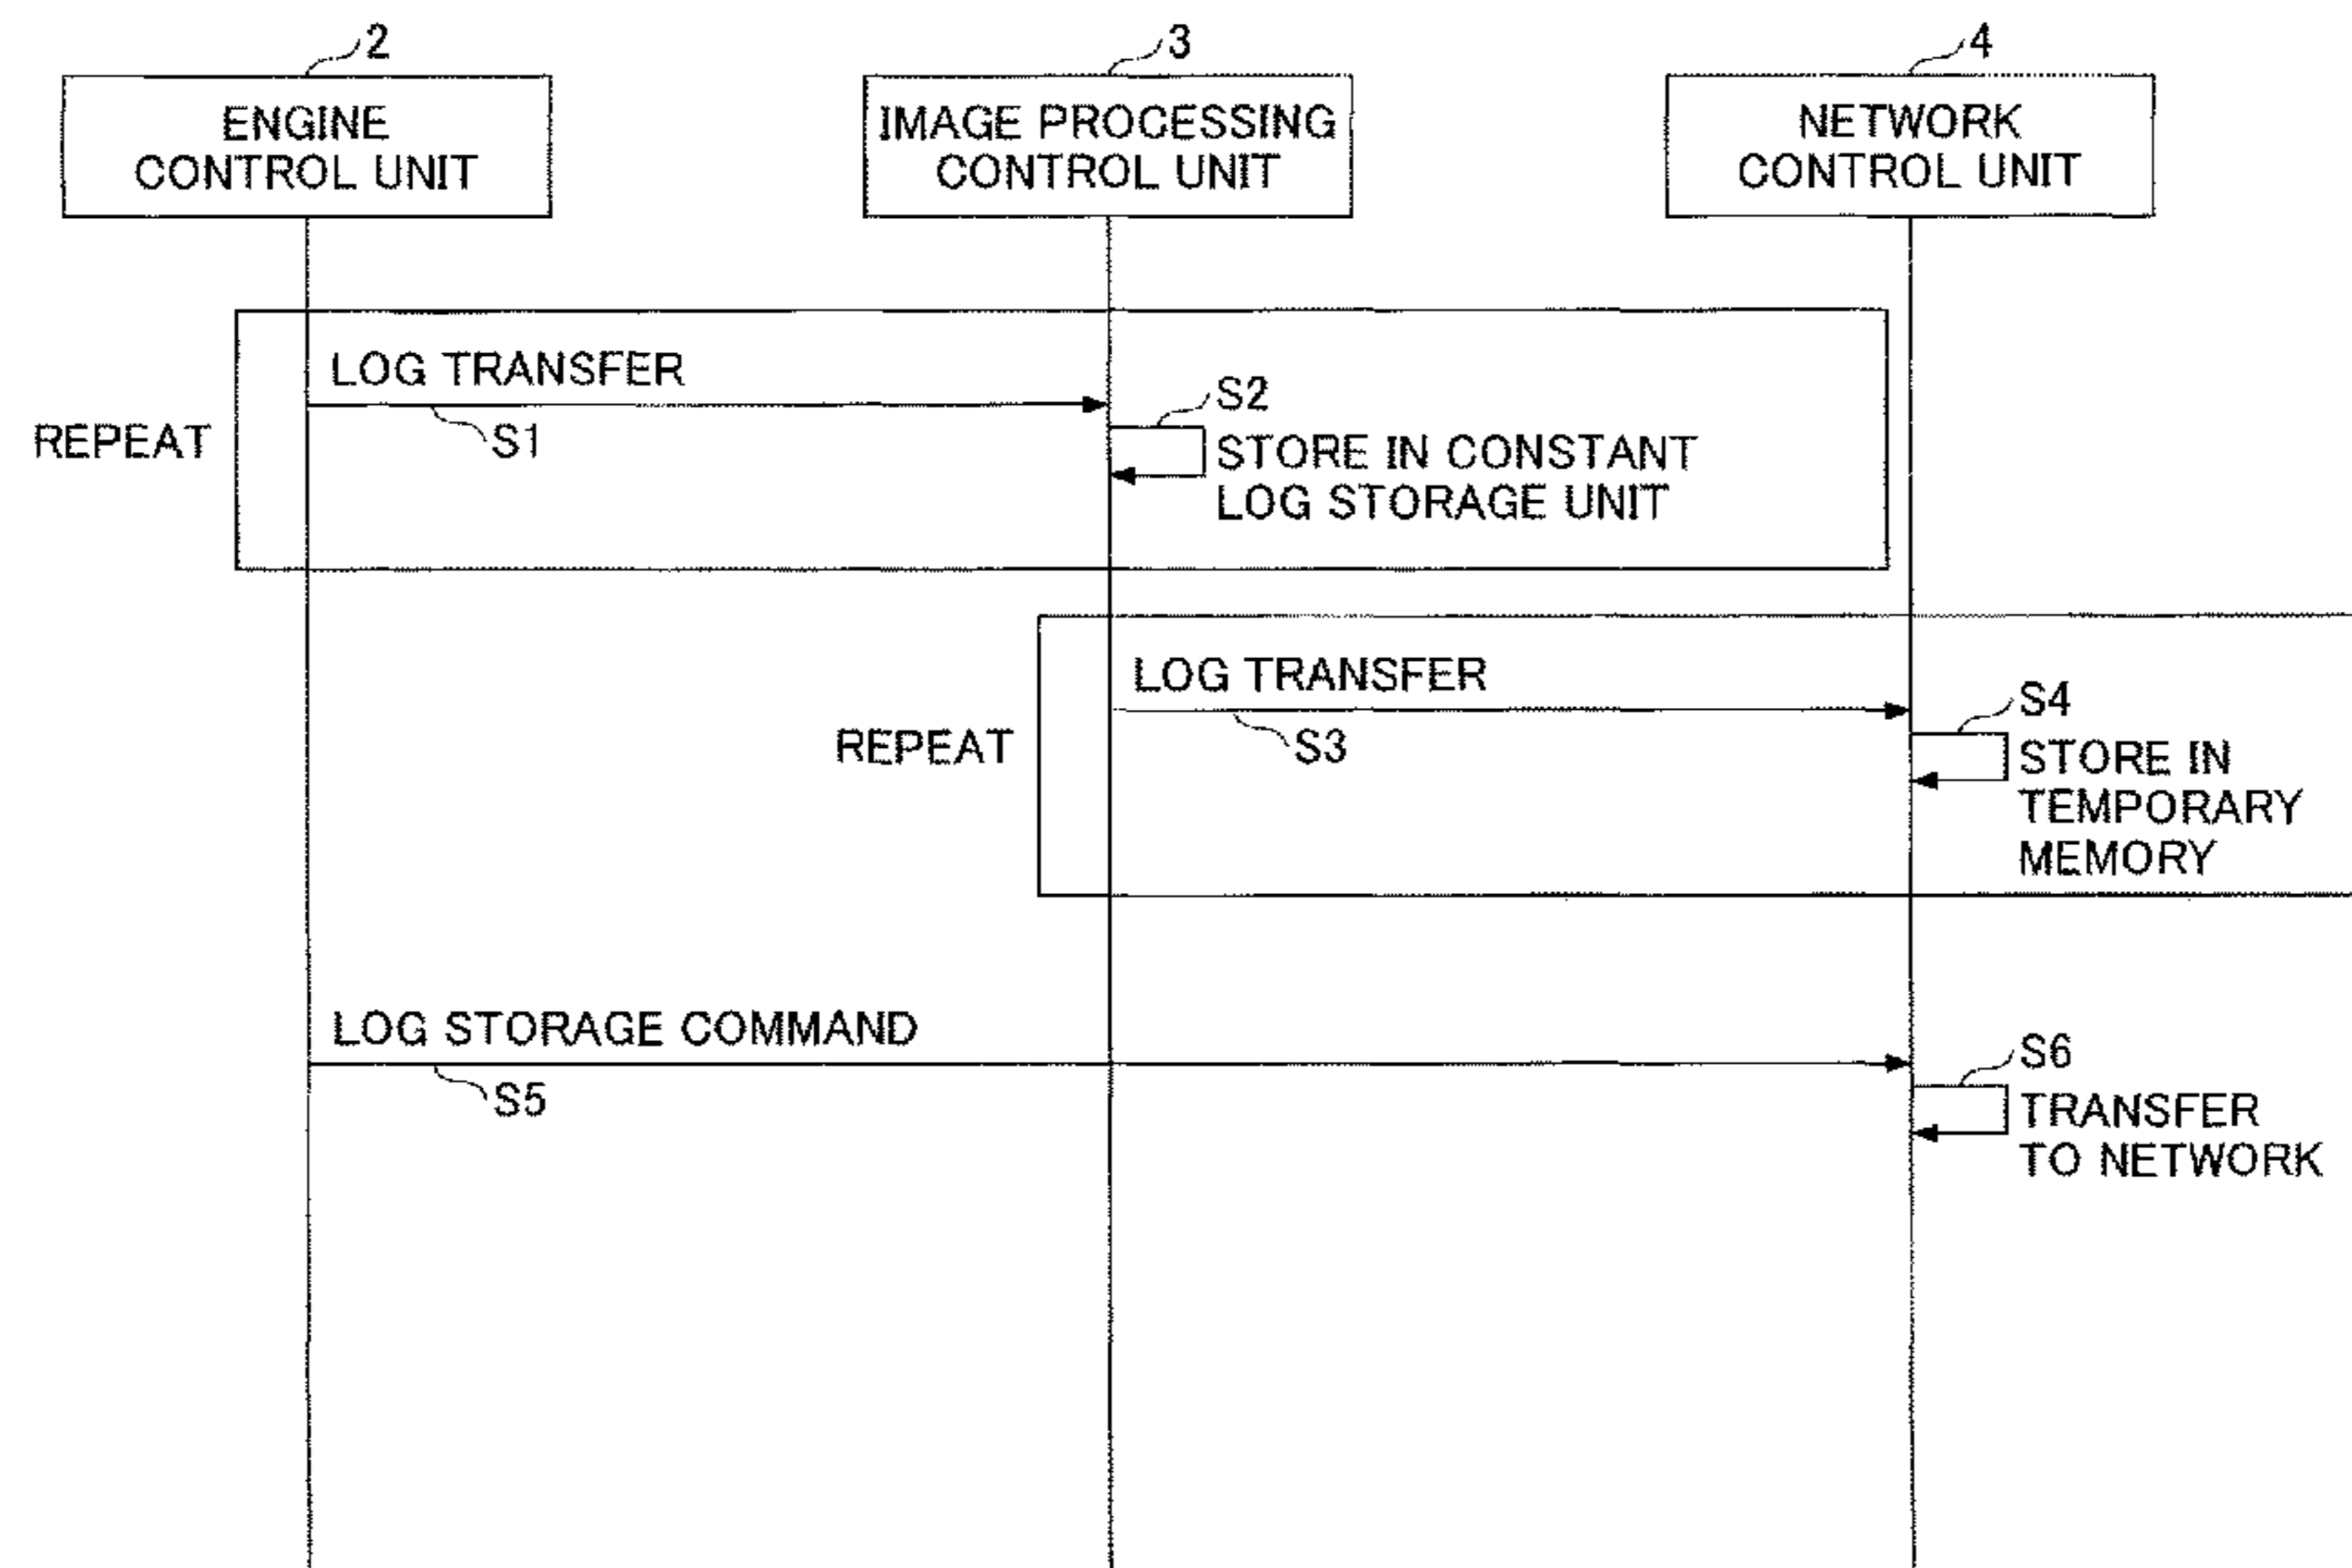 2
3
4
ENGINE
CONTROL UNIT
IMAGE PROCESSING
CONTROL UNIT
NETWORK
CONTROL UNIT
LOG TRANSFER
S1
REPEAT
S2
STORE IN CONSTANT
LOG STORAGE UNIT
LOG TRANSFER
S3
REPEAT
S4
STORE IN
TEMPORARY
MEMORY
LOG STORAGE COMMAND
S5
S6
TRANSFER
TO NETWORK